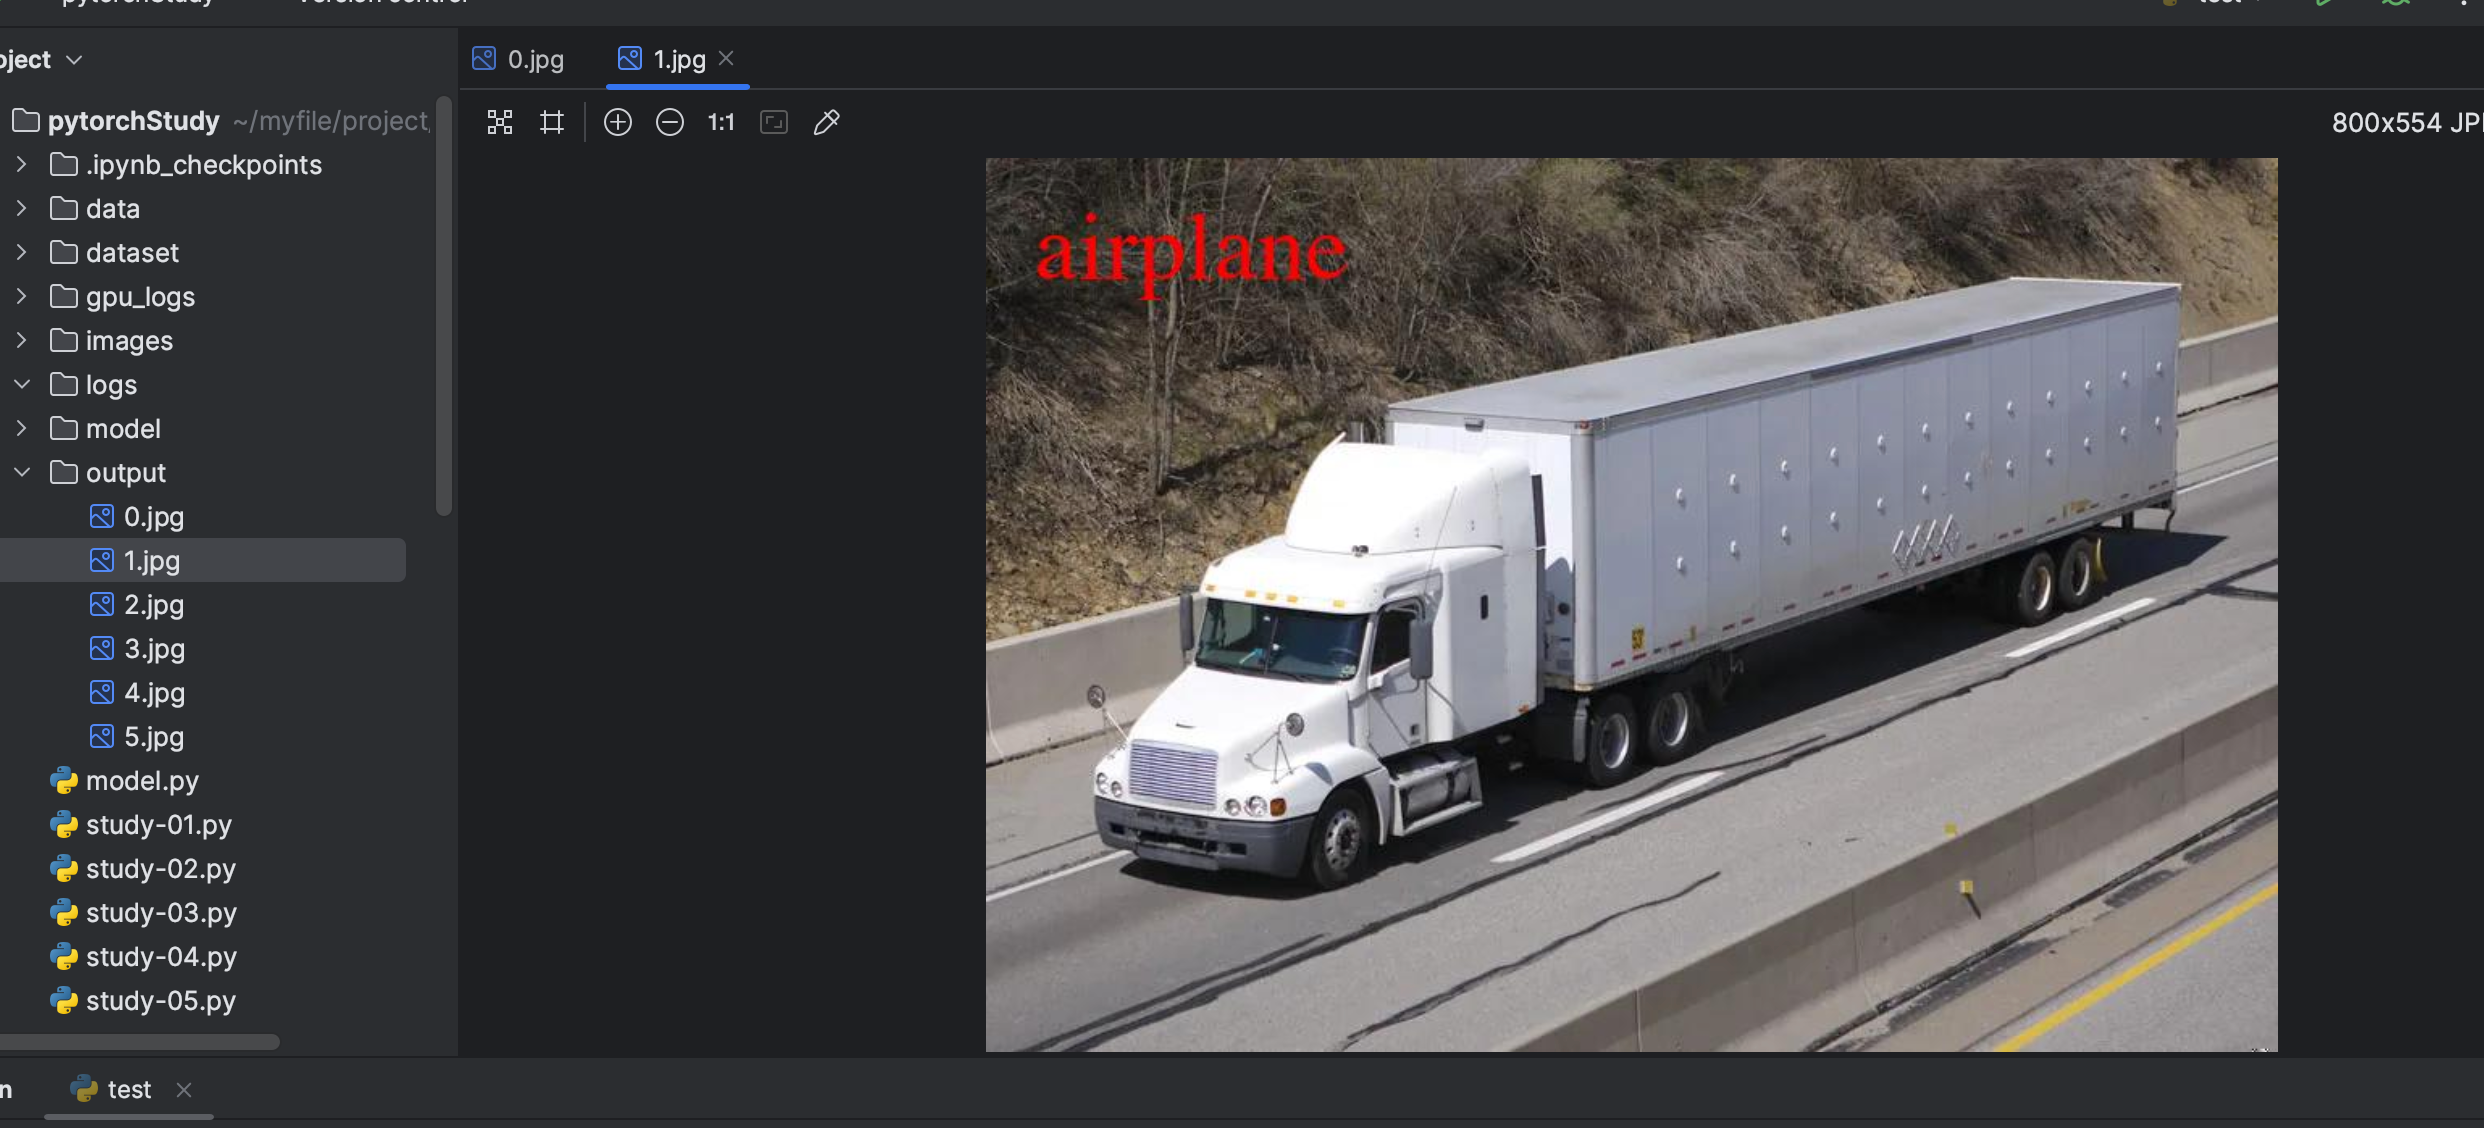 0.jpg
1.jpg
pytorchStudy ~/myfile/project
1:1
800x554
.ipynb_checkpoints
data
dataset
gpu_logs
images
logs
model
output
0.jpg
1.jpg
2.jpg
3.jpg
4.jpg
5.jpg
model.py
study-01.py
study-02.py
study-03.py
study-04.py
study-05.py
airplane
test